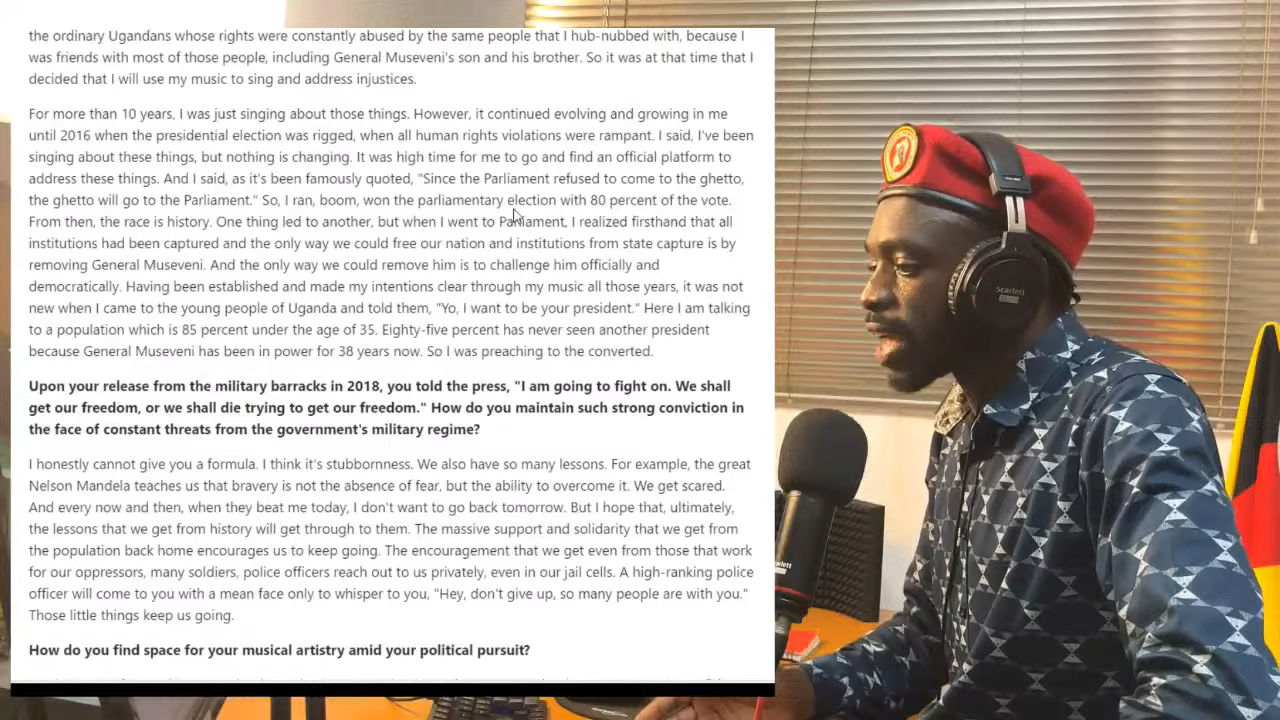 the ordinary Ugandans whose rights were constantly abused by the same people that I hub-nubbed with, because I
was friends with most of those people, including General Museveni's son and his brother. So it was at that time that I
decided that I will use my music to sing and address injustices.
For more than 10 years, I was just singing about those things. However, it continued evolving and growing in me
until 2016 when the presidential election was rigged, when all human rights violations were rampant. I said, I've been
singing about these things, but nothing is changing. It was high time for me to go and find an official platform to
address these things. And I said, as it's been famously quoted, "Since the Parliament refused to come to the ghetto,
the ghetto will go to the Parliament." So, I ran, boom, won the parliamentary election with 80 percent of the vote.
From then, the race is history. One thing led to another, but when I went to Parliament, I realized firsthand that all
institutions had been captured and the only way we could free our nation and institutions from state capture is by
removing General Museveni. And the only way we could remove him is to challenge him officially and
democratically. Having been established and made my intentions clear through my music all those years, it was not
new when I came to the young people of Uganda and told them, "Yo, I want to be your president." Here I am talking
to a population which is 85 percent under the age of 35. Eighty-five percent has never seen another president
because General Museveni has been in power for 38 years now. So I was preaching to the converted.
Upon your release from the military barracks in 2018, you told the press, "I am going to fight on. We shall
get our freedom, or we shall die trying to get our freedom." How do you maintain such strong conviction in
the face of constant threats from the government's military regime?
I honestly cannot give you a formula. I think it's stubbornness. We also have so many lessons. For example, the great
Nelson Mandela teaches us that bravery is not the absence of fear, but the ability to overcome it. We get scared.
And every now and then, when they beat me today, I don't want to go back tomorrow. But I hope that, ultimately,
the lessons that we get from history will get through to them. The massive support and solidarity that we get from
the population back home encourages us to keep going. The encouragement that we get even from those that work
for our oppressors, many soldiers, police officers reach out to us privately, even in our jail cells. A high-ranking police
officer will come to you with a mean face only to whisper to you, "Hey, don't give up, so many people are with you."
Those little things keep us going.
How do you find space for your musical artistry amid your political pursuit?
Scarlett
Scarlett